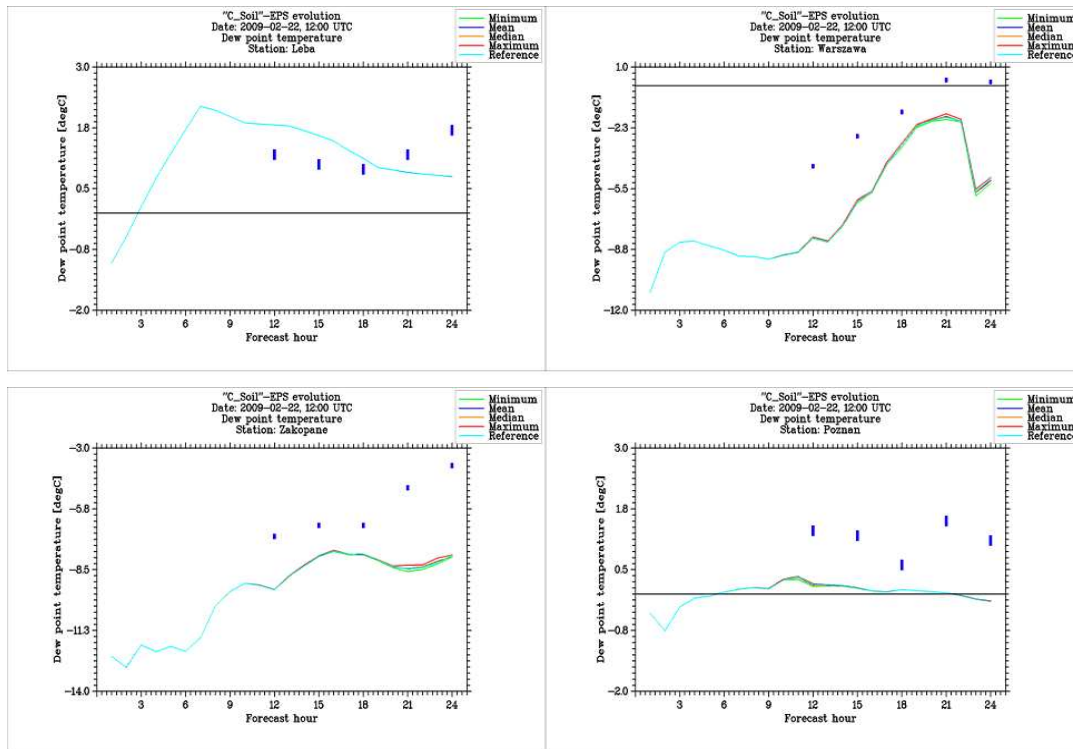 "C_Soil"-EPS evolution
Date: 2009-02-22, 12:00 UTC
Dew point temperature
Station: Leba
Minimum
Mean
Median
Maximum
Reference
Dew point temperature [degC]
3.0
1.8
0.5
-0.8
-2.0
3 6 9 12 15 18 21 24
Forecast hour
"C_Soil"-EPS evolution
Date: 2009-02-22, 12:00 UTC
Dew point temperature
Station: Warszawa
Minimum
Mean
Median
Maximum
Reference
Dew point temperature [degC]
1.0
-2.3
-5.5
-8.8
-12.0
3 6 9 12 15 18 21 24
Forecast hour
"C_Soil"-EPS evolution
Date: 2009-02-22, 12:00 UTC
Dew point temperature
Station: Zakopane
Minimum
Mean
Median
Maximum
Reference
Dew point temperature [degC]
-3.0
-5.8
-8.5
-11.3
-14.0
3 6 9 12 15 18 21 24
Forecast hour
"C_Soil"-EPS evolution
Date: 2009-02-22, 12:00 UTC
Dew point temperature
Station: Poznan
Minimum
Mean
Median
Maximum
Reference
Dew point temperature [degC]
3.0
1.8
0.5
-0.8
-2.0
3 6 9 12 15 18 21 24
Forecast hour